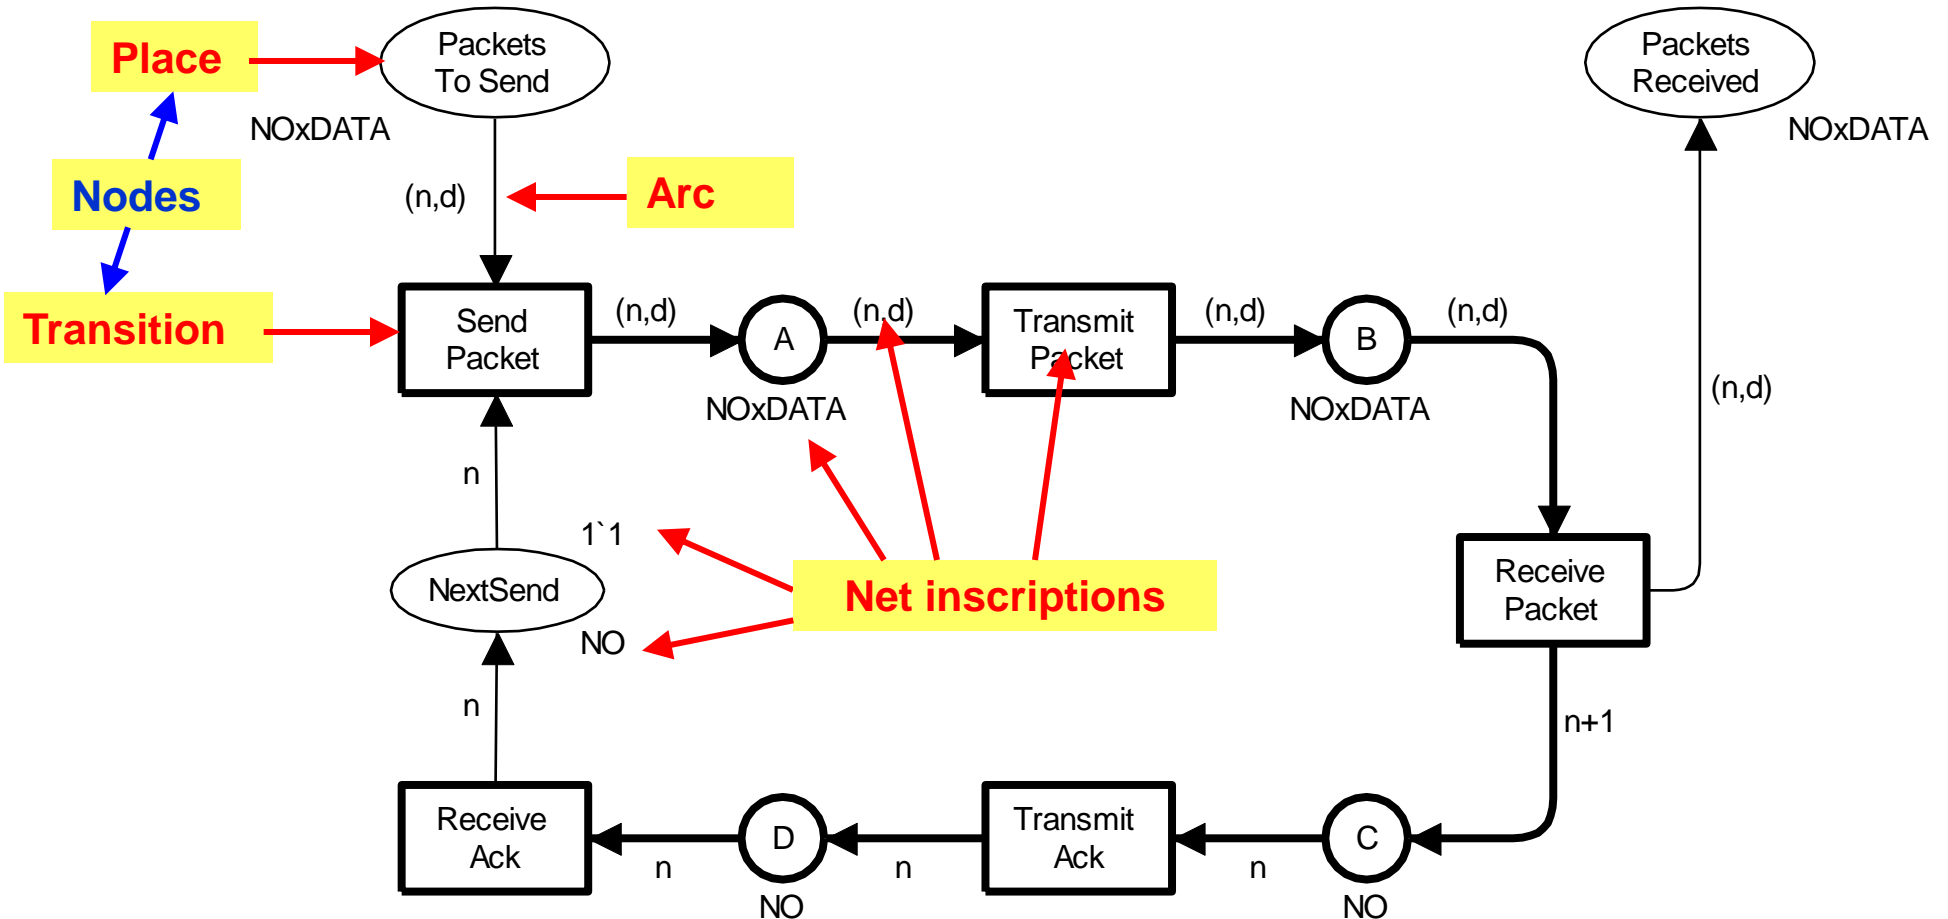 Place
Packets
To Send
Packets
Received
NOxDATA
NOxDATA
Nodes
(n,d)
Arc
Transition
Send
Packet
(n,d)
A
(n,d)
Transmit
Packet
(n,d)
B
(n,d)
(n,d)
NOxDATA
NOxDATA
n
1`1
NextSend
Net inscriptions
Receive
Packet
NO
n
n+1
Receive
Ack
n
D
n
Transmit
Ack
n
C
NO
NO